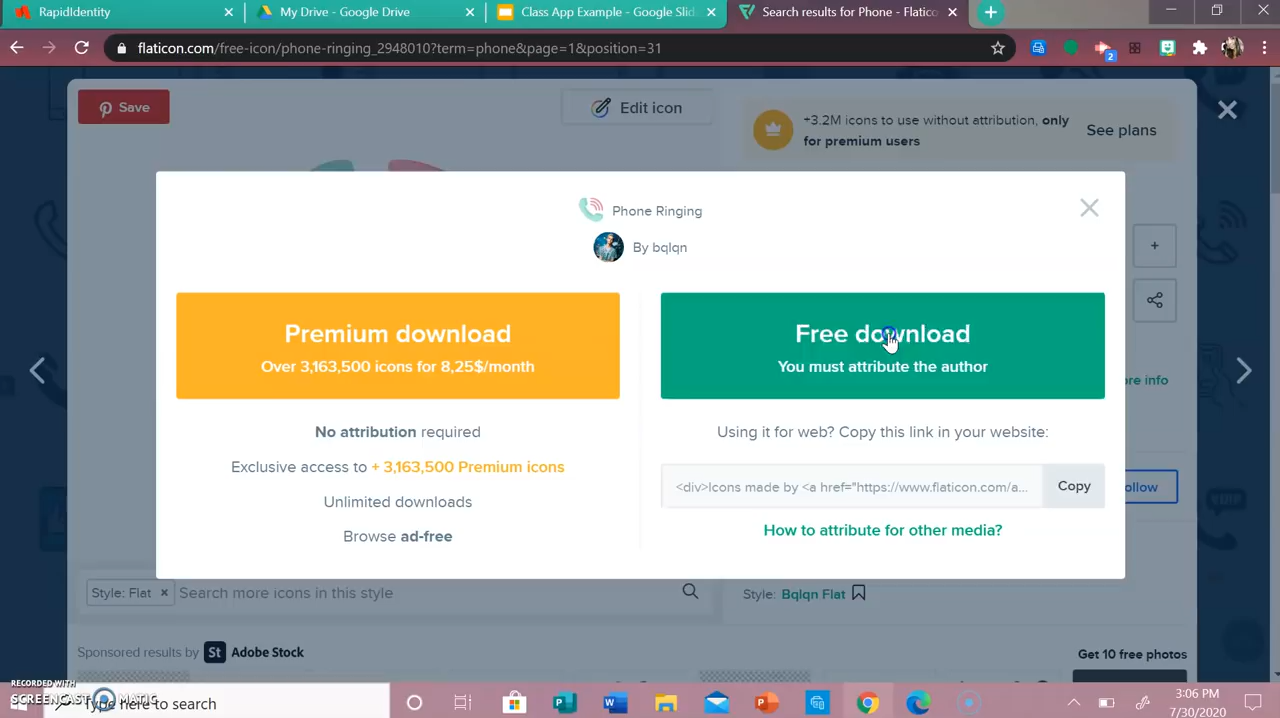 RapidIdentity
My Drive - Google Drive
Class App Example - Google Slid
Search results for Phone - Flatico
flaticon.com/free-icon/phone-ringing_2948010?term=phone&page=1&position=31
2
Save
Edit icon
+3.2M icons to use without attribution, only
for premium users
See plans
Phone Ringing
By bqlqn
Premium download
Over 3,163,500 icons for 8,25$/month
Free download
You must attribute the author
ore info
No attribution required
Using it for web? Copy this link in your website:
Exclusive access to + 3,163,500 Premium icons
<div>Icons made by <a href="https://www.flaticon.com/a...
Copy
ollow
Unlimited downloads
How to attribute for other media?
Browse ad-free
Style: Flat ×
Search more icons in this style
Style: Bqlqn Flat
Sponsored results by St Adobe Stock
Get 10 free photos
RECORDED WITH
SCREENCAST MATIC
Type here to search
3:06 PM
7/30/2020